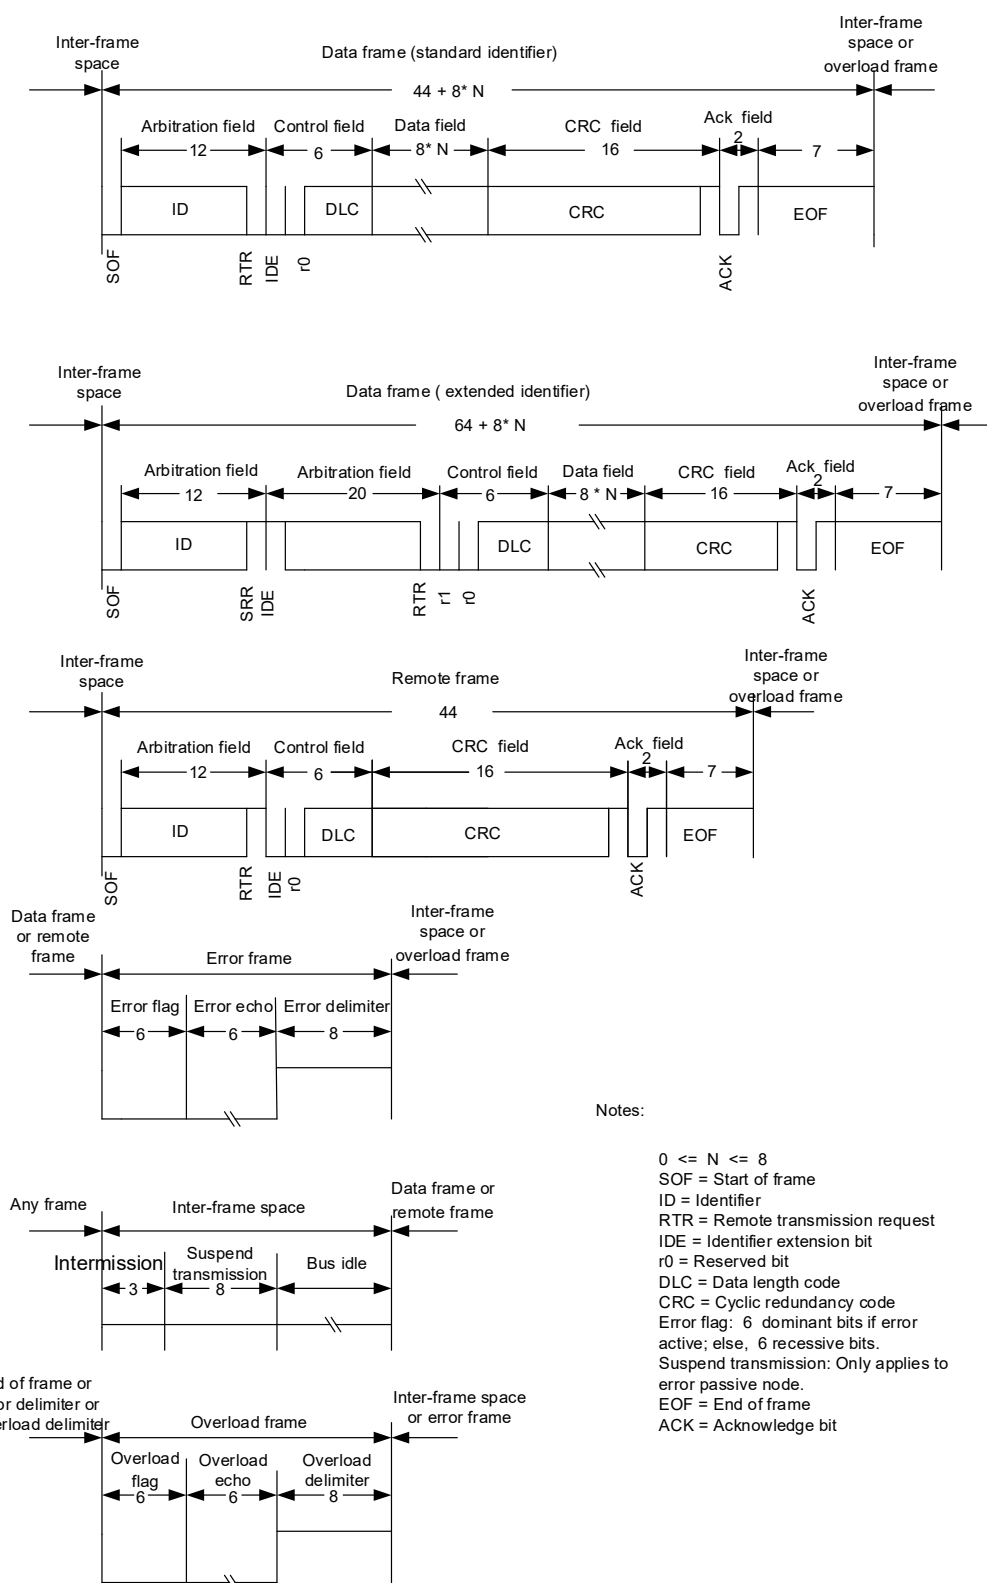 Inter-frame
space
Data frame (standard identifier)
Inter-frame
space or
overload frame
44 + 8* N
Arbitration field
Control field
Data field
CRC field
Ack field
12
6
8* N
16
2
7
ID
DLC
CRC
EOF
SOF
RTR
IDE
r0
ACK
Inter-frame
space
Data frame ( extended identifier)
Inter-frame
space or
overload frame
64 + 8* N
Arbitration field
Arbitration field
Control field
Data field
CRC field
Ack field
12
20
6
8 * N
16
2
7
ID
DLC
CRC
EOF
SOF
SRR
IDE
RTR
r1
r0
ACK
Inter-frame
space
Remote frame
Inter-frame
space or
overload frame
44
Arbitration field
Control field
CRC field
Ack field
12
6
16
2
7
ID
DLC
CRC
EOF
SOF
RTR
IDE
r0
ACK
Data frame
or remote
frame
Error frame
Inter-frame
space or
overload frame
Error flag
Error echo
Error delimiter
6
6
8
Any frame
Inter-frame space
Data frame or
remote frame
Intermission
Suspend
transmission
Bus idle
3
8
d of frame or
or delimiter or
erload delimiter
Overload frame
Inter-frame space
or error frame
Overload
flag
Overload
echo
Overload
delimiter
6
6
8
Notes:
0 <= N <= 8
SOF = Start of frame
ID = Identifier
RTR = Remote transmission request
IDE = Identifier extension bit
r0 = Reserved bit
DLC = Data length code
CRC = Cyclic redundancy code
Error flag: 6 dominant bits if error
active; else, 6 recessive bits.
Suspend transmission: Only applies to
error passive node.
EOF = End of frame
ACK = Acknowledge bit